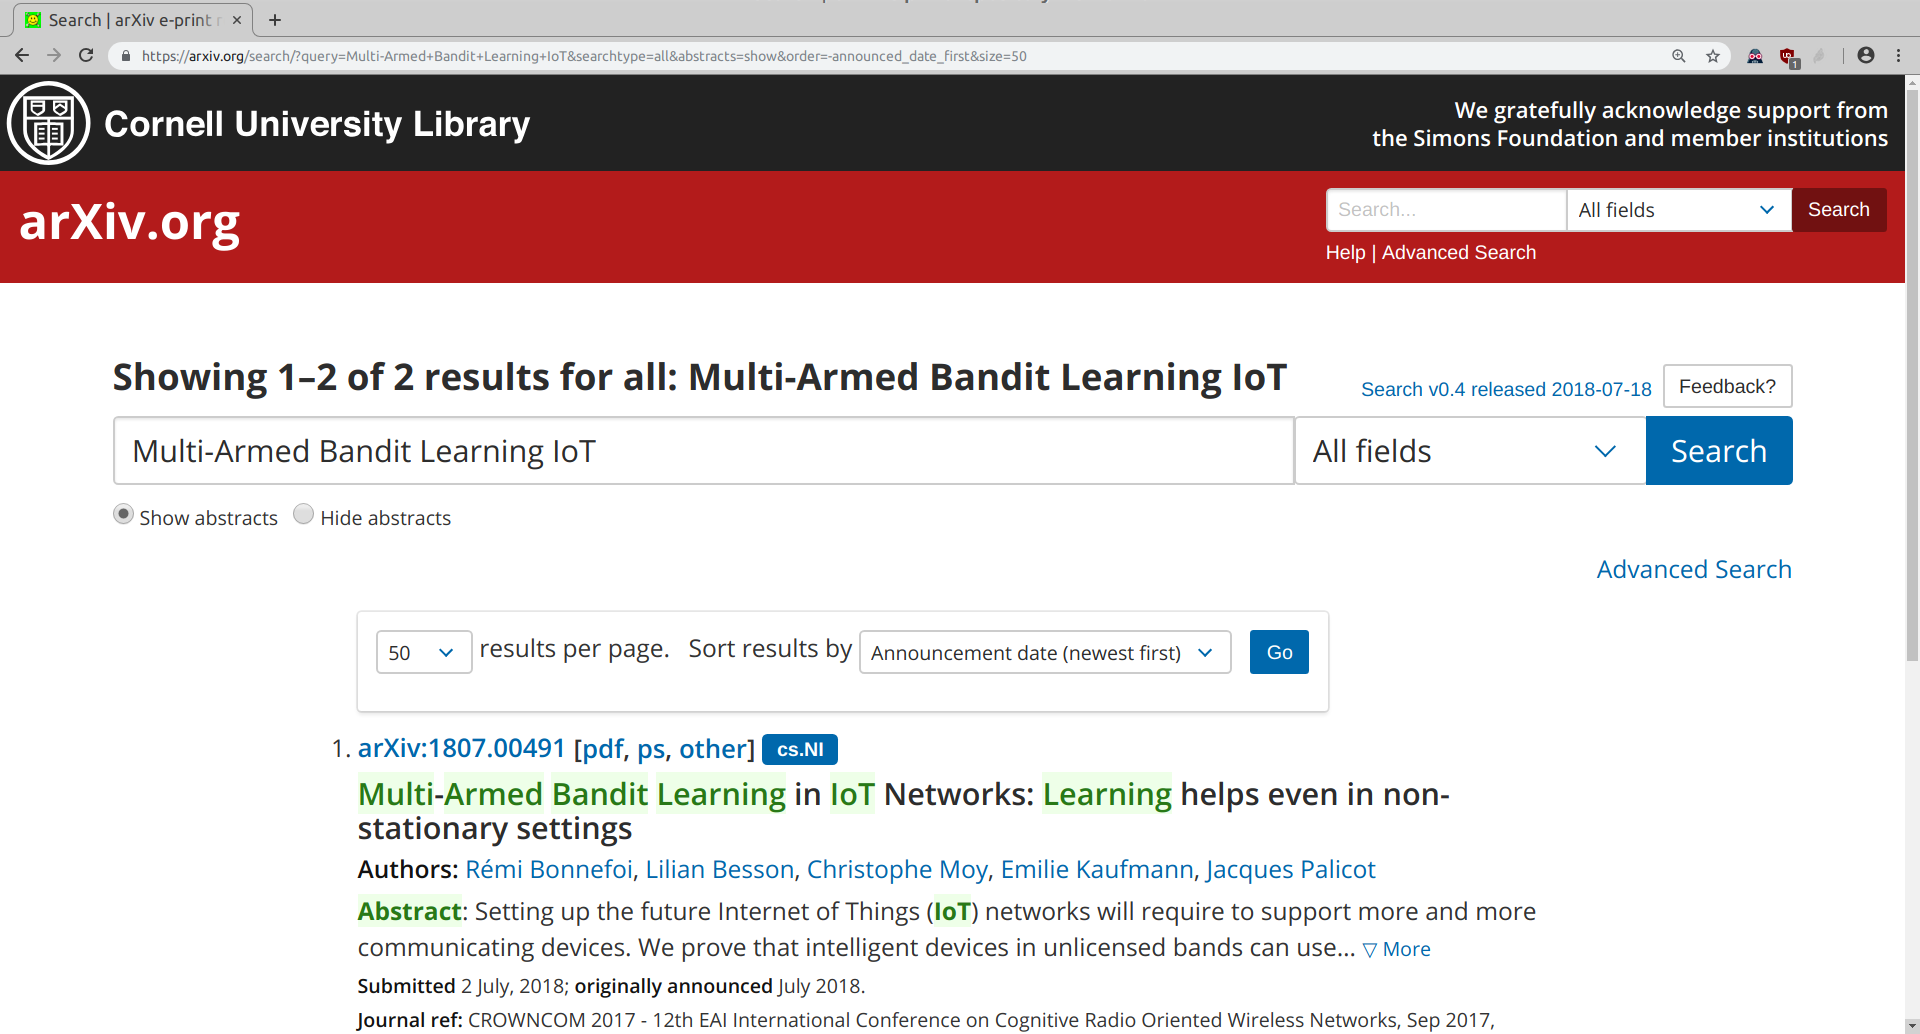 Search | arXiv e-print r
https://arxiv.org/search/?query=Multi-Armed+Bandit+Learning+IoT&searchtype=all&abstracts=show&order=-announced_date_first&size=50
1
Cornell University Library
We gratefully acknowledge support from
the Simons Foundation and member institutions
arXiv.org
Search...
All fields
Search
Help | Advanced Search
Showing 1–2 of 2 results for all: Multi-Armed Bandit Learning IoT
Search v0.4 released 2018-07-18
Feedback?
Multi-Armed Bandit Learning IoT
All fields
Search
Show abstracts
Hide abstracts
Advanced Search
50 results per page. Sort results by Announcement date (newest first) Go
1. arXiv:1807.00491 [pdf, ps, other] cs.NI
Multi-Armed Bandit Learning in IoT Networks: Learning helps even in non-
stationary settings
Authors: Rémi Bonnefoi, Lilian Besson, Christophe Moy, Emilie Kaufmann, Jacques Palicot
Abstract: Setting up the future Internet of Things (IoT) networks will require to support more and more
communicating devices. We prove that intelligent devices in unlicensed bands can use... ▽ More
Submitted 2 July, 2018; originally announced July 2018.
Journal ref: CROWNCOM 2017 - 12th EAI International Conference on Cognitive Radio Oriented Wireless Networks, Sep 2017,